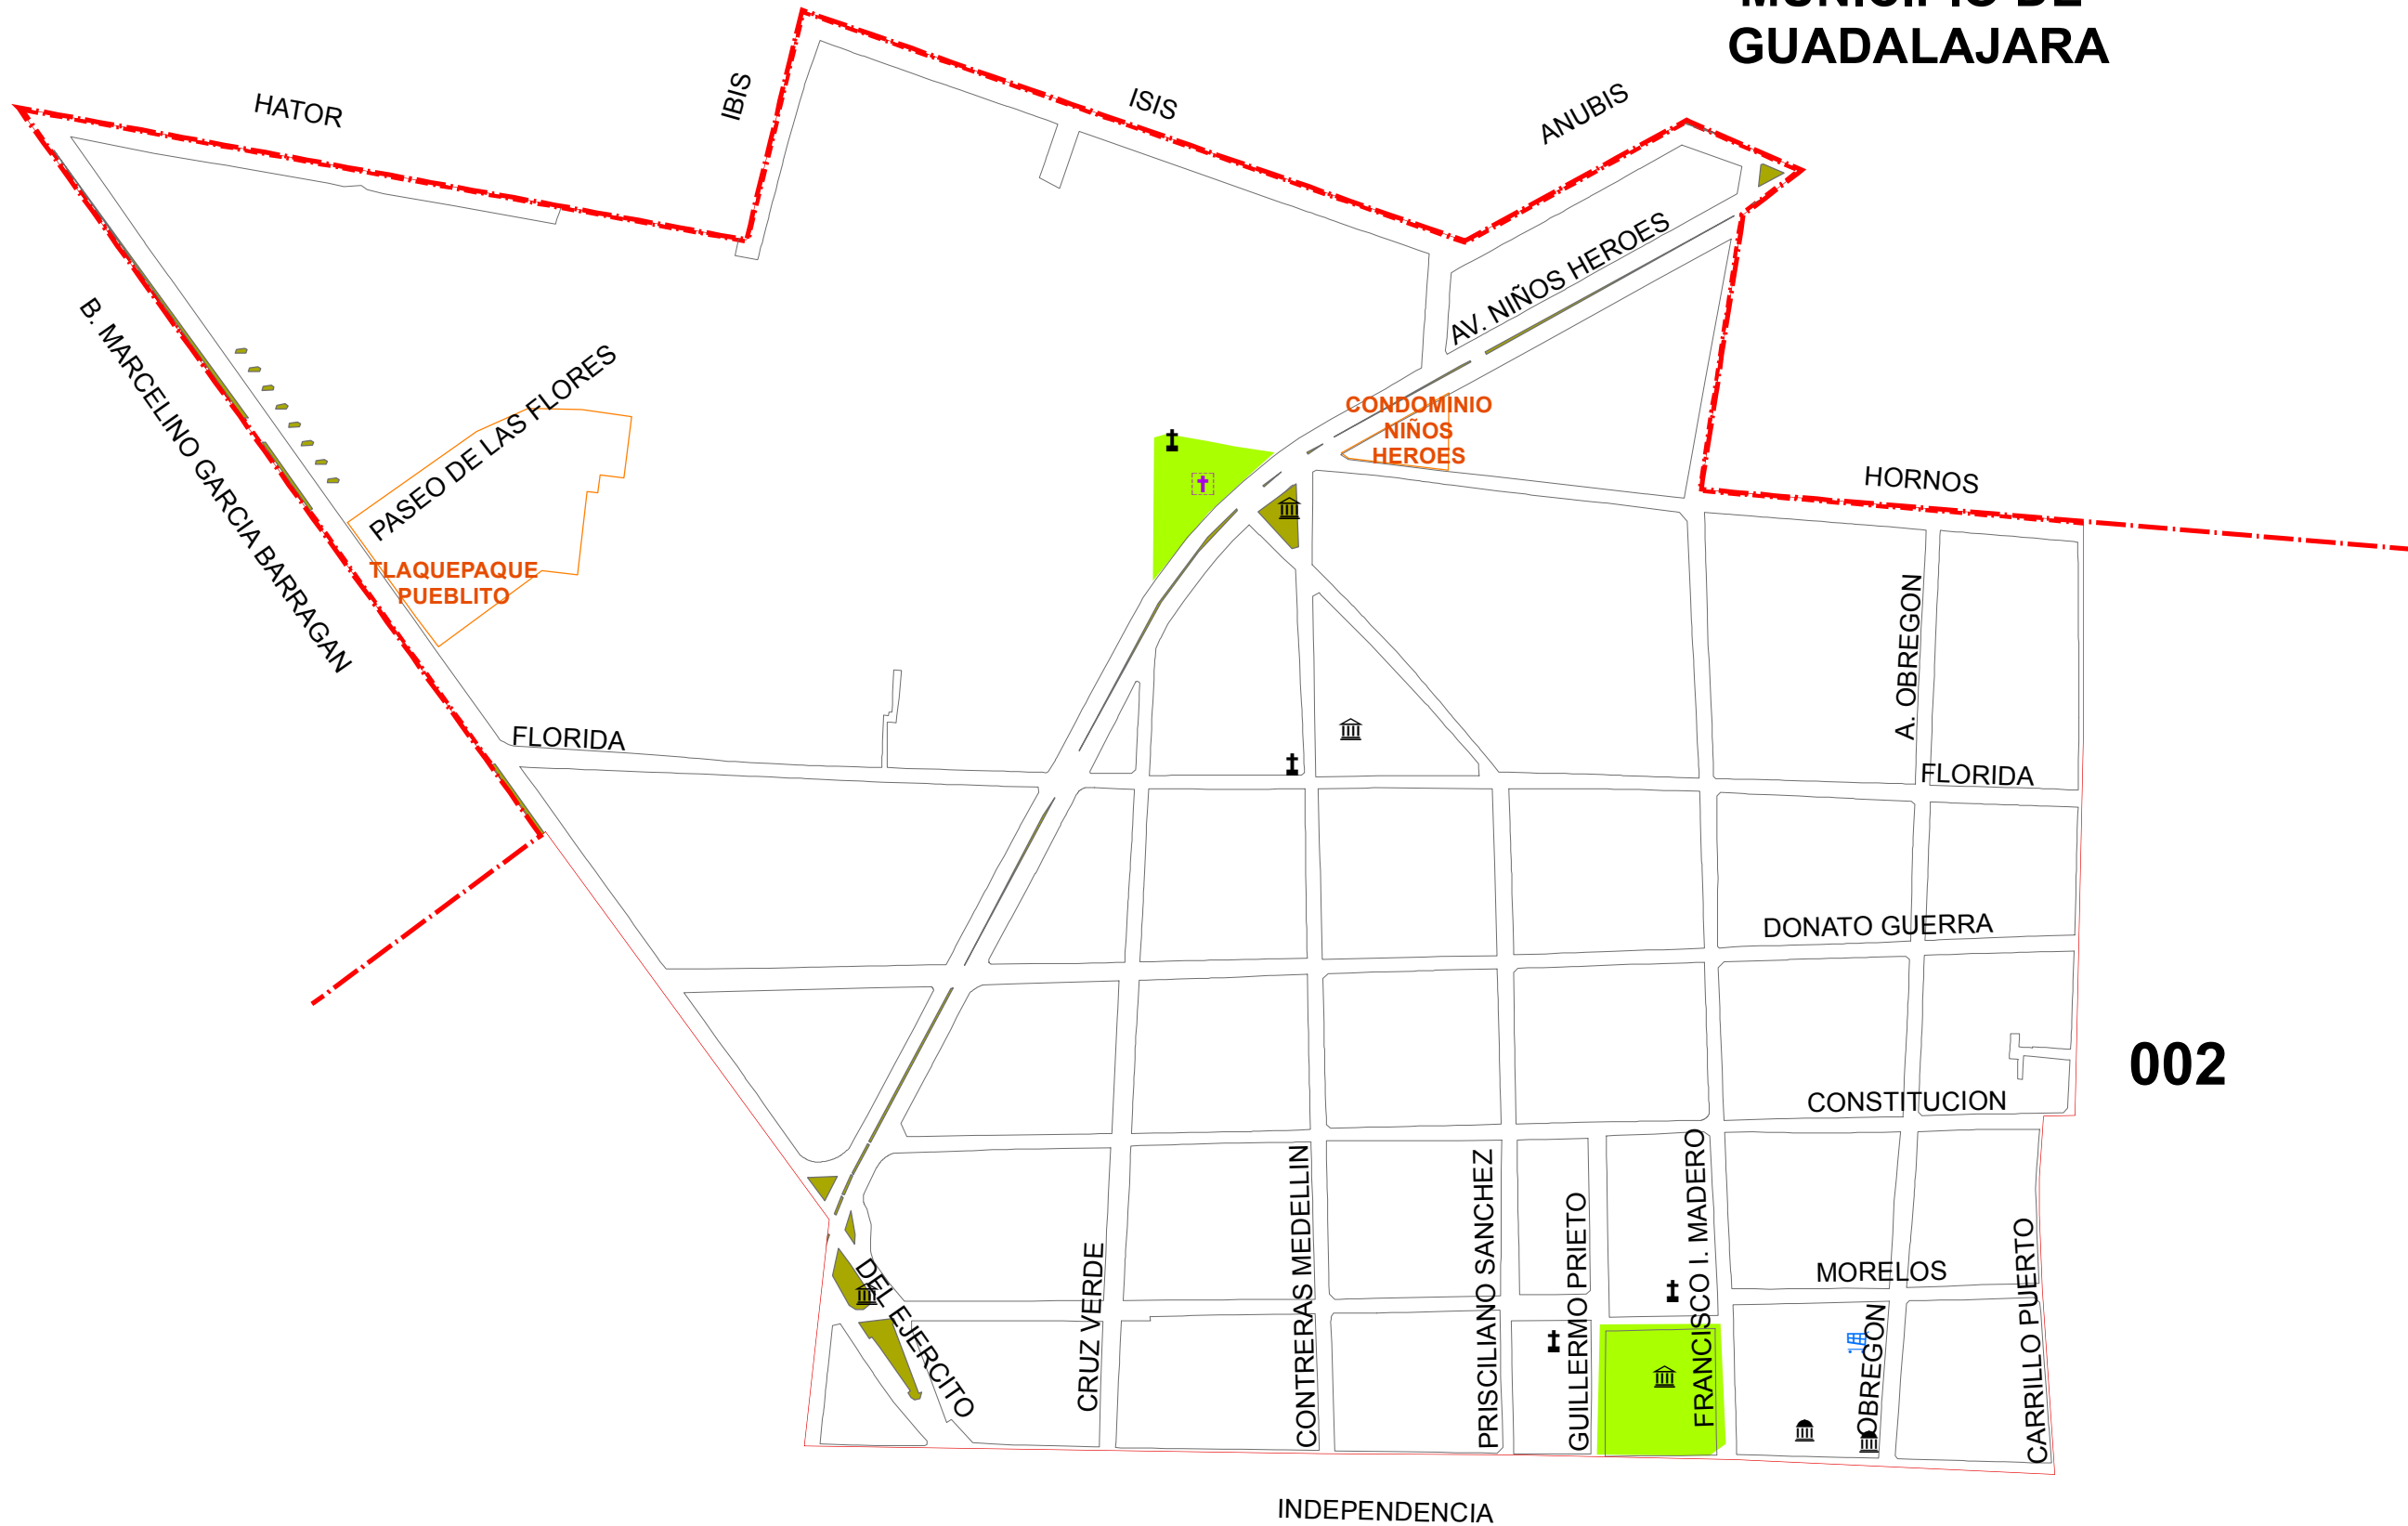 MUNICIPIO DE
GUADALAJARA
HATOR
IBIS
ISIS
ANUBIS
AV. NIÑOS HEROES
B. MARCELINO GARCIA BARRAGAN
PASEO DE LAS FLORES
CONDOMINIO
NIÑOS
HEROES
HORNOS
TLAQUEPAQUE
PUEBLITO
A. OBREGON
FLORIDA
FLORIDA
DONATO GUERRA
002
CONSTITUCION
MORELOS
DEL EJERCITO
CRUZ VERDE
CONTRERAS MEDELLIN
PRISCILIANO SANCHEZ
GUILLERMO PRIETO
FRANCISCO I. MADERO
OBREGON
CARRILLO PUERTO
INDEPENDENCIA